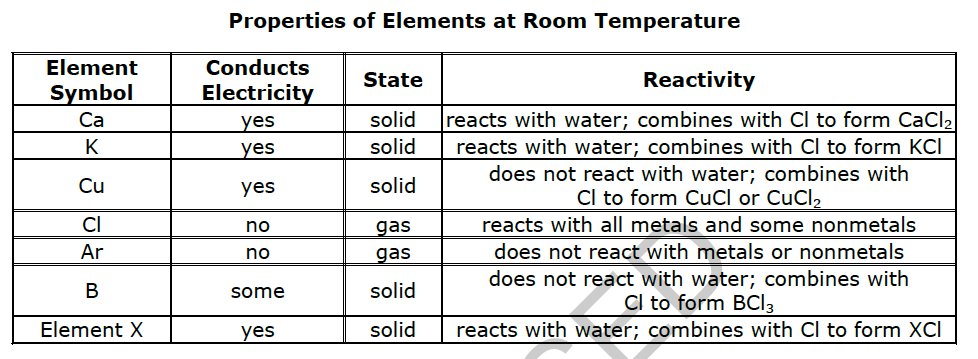 Properties of Elements at Room Temperature
Element Symbol Conducts Electricity State Reactivity
Ca yes solid reacts with water; combines with Cl to form CaCl₂
K yes solid reacts with water; combines with Cl to form KCl
Cu yes solid does not react with water; combines with
Cl to form CuCl or CuCl₂
Cl no gas reacts with all metals and some nonmetals
Ar no gas does not react with metals or nonmetals
B some solid does not react with water; combines with
Cl to form BCl₃
Element X yes solid reacts with water; combines with Cl to form XCl